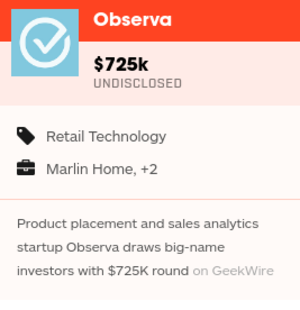 Observa
$725k
UNDISCLOSED
Retail Technology
Marlin Home, +2
Product placement and sales analytics
startup Observa draws big-name
investors with $725K round on GeekWire